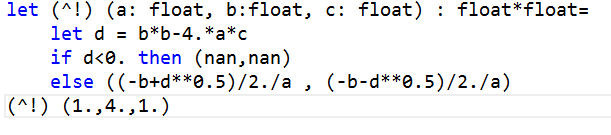 let (^!) (a: float, b:float, c: float) : float*float=
    let d = b*b-4.*a*c
    if d<0. then (nan,nan)
    else ((-b+d**0.5)/2./a , (-b-d**0.5)/2./a)
(^!) (1.,4.,1.)